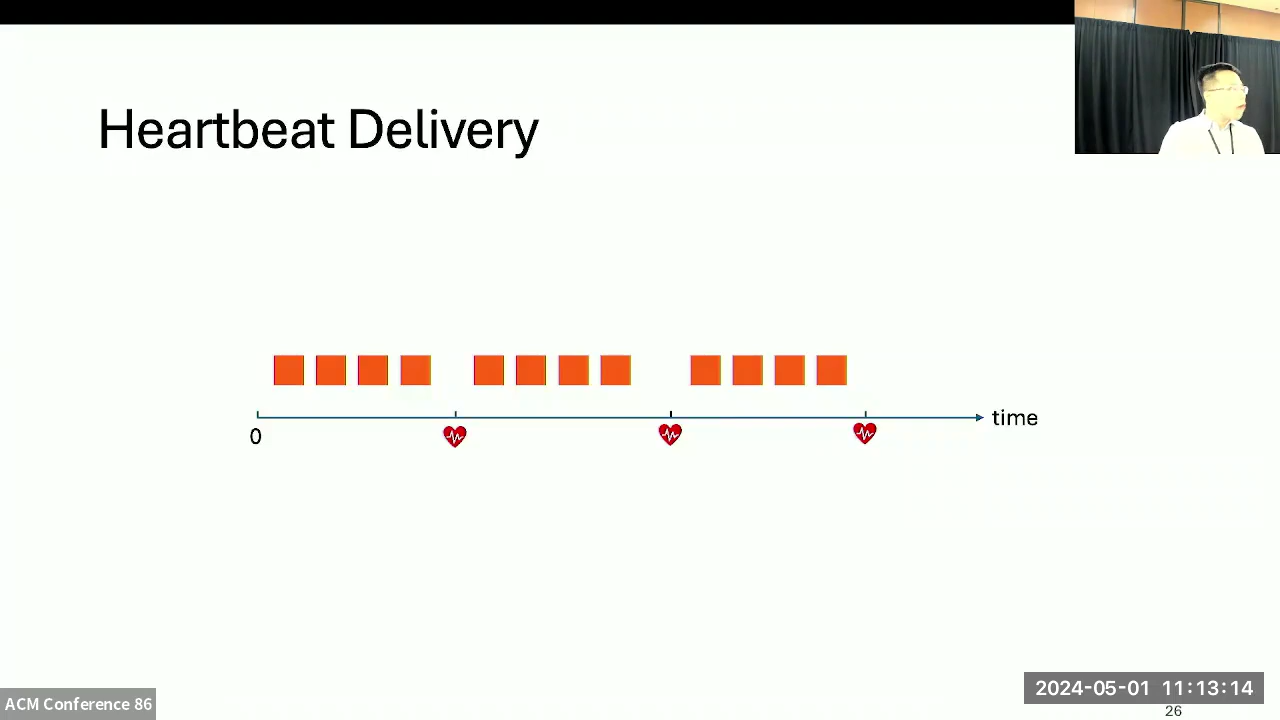 Heartbeat Delivery
0
time
ACM Conference 86
2024-05-01 11:13:14
26